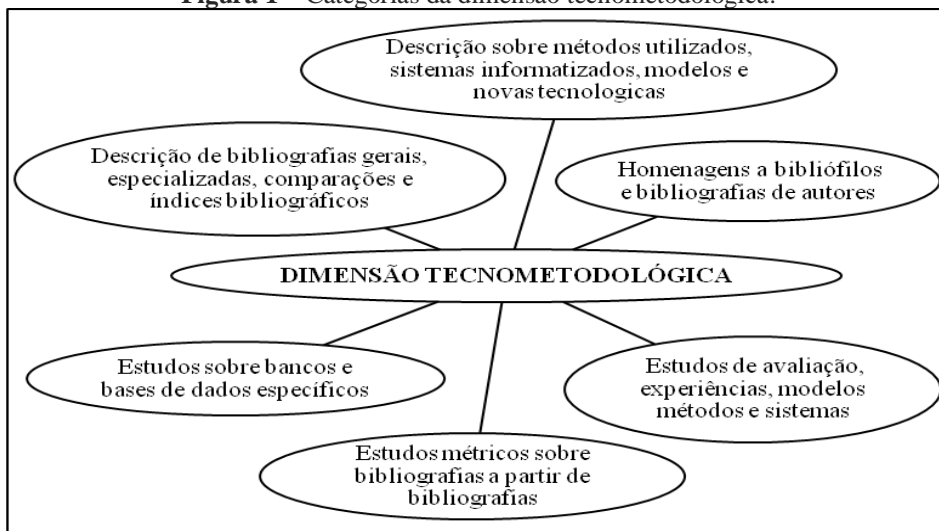 Figura 1 – Categorias da dimensão tecnometodológica.
Descrição sobre métodos utilizados,
sistemas informatizados, modelos e
novas tecnologicas
Descrição de bibliografias gerais,
especializadas, comparações e
índices bibliográficos
Homenagens a bibliófilos
e bibliografias de autores
DIMENSÃO TECNOMETODOLÓGICA
Estudos sobre bancos e
bases de dados específicos
Estudos de avaliação,
experiências, modelos
métodos e sistemas
Estudos métricos sobre
bibliografias a partir de
bibliografias